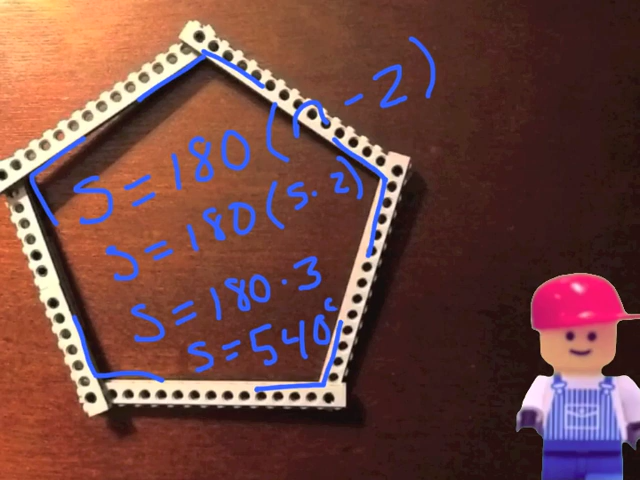 S = 180 (n - 2)
S = 180 (5 · 2)
S = 180 · 3
S = 540°